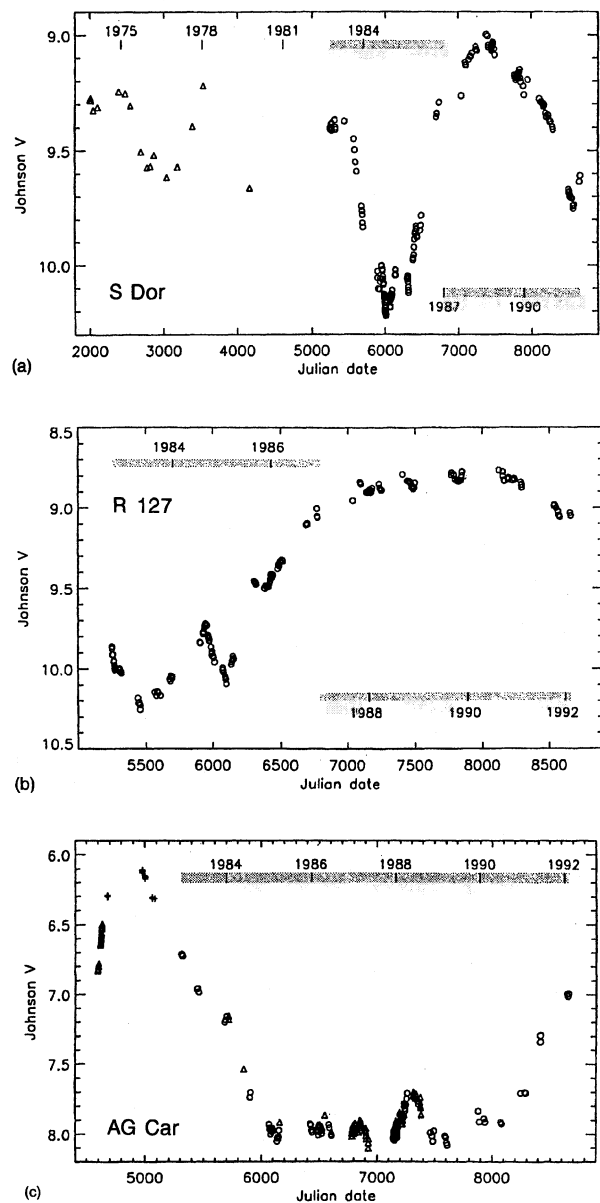 1975 1978 1981 1984
9.0
9.5
10.0
Johnson V
S Dor
1987 1990
2000 3000 4000 5000 6000 7000 8000
Julian date
(a)
8.5
9.0
9.5
10.0
10.5
Johnson V
1984 1986
R 127
1988 1990 1992
5500 6000 6500 7000 7500 8000 8500
Julian date
(b)
6.0
6.5
7.0
7.5
8.0
Johnson V
1984 1986 1988 1990 1992
AG Car
5000 6000 7000 8000
Julian date
(c)